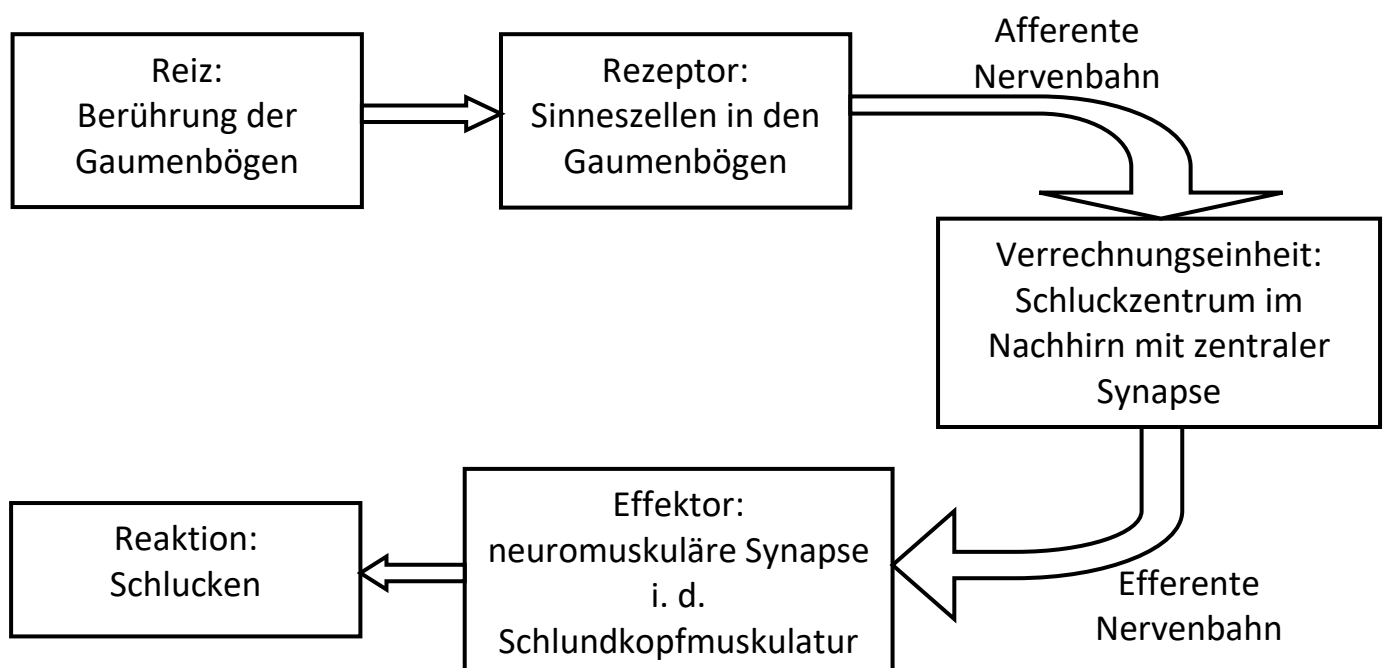 Reiz:
Berührung der
Gaumenbögen
Rezeptor:
Sinneszellen in den
Gaumenbögen
Afferente
Nervenbahn
Verrechnungseinheit:
Schluckzentrum im
Nachhirn mit zentraler
Synapse
Efferente
Nervenbahn
Effektor:
neuromuskuläre Synapse
i. d.
Schlundkopfmuskulatur
Reaktion:
Schlucken